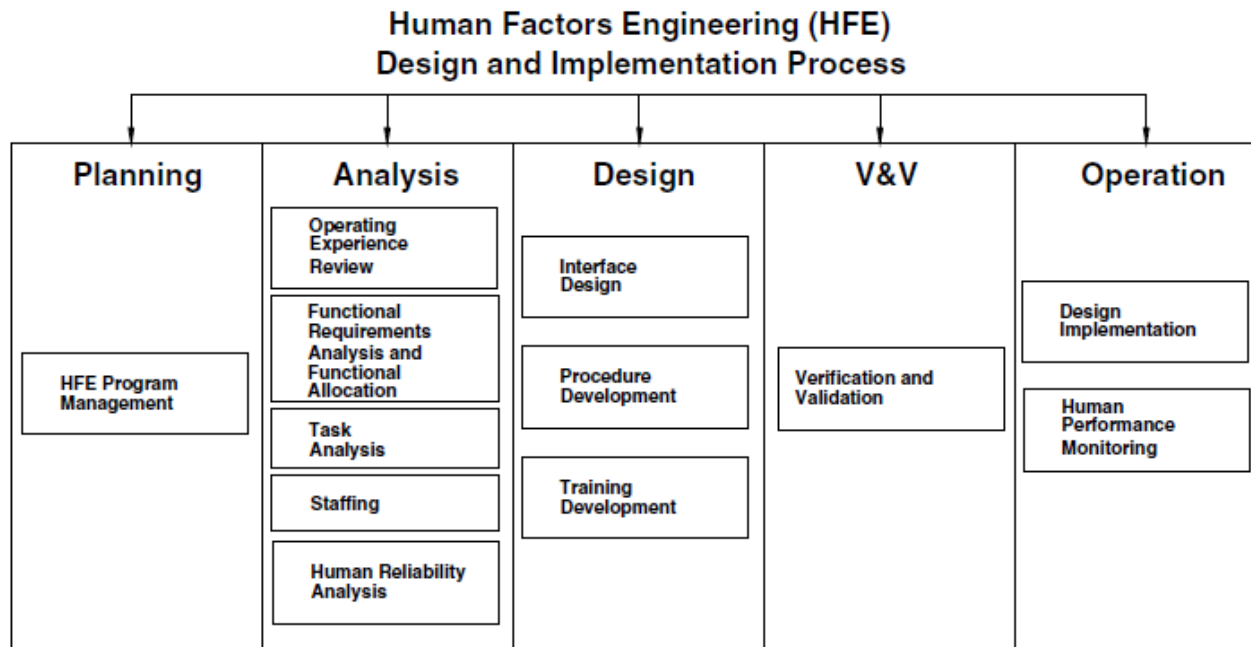 Human Factors Engineering (HFE)
Design and Implementation Process
Planning
HFE Program
Management
Analysis
Operating
Experience
Review
Functional
Requirements
Analysis and
Functional
Allocation
Task
Analysis
Staffing
Human Reliability
Analysis
Design
Interface
Design
Procedure
Development
Training
Development
V&V
Verification and
Validation
Operation
Design
Implementation
Human
Performance
Monitoring